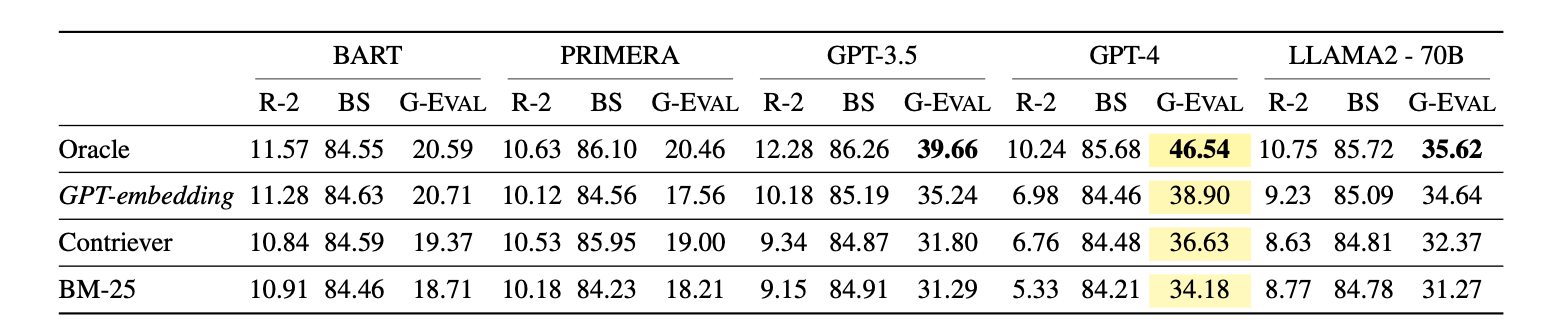 BART PRIMERA GPT-3.5 GPT-4 LLAMA2 - 70B
R-2 BS G-EVAL R-2 BS G-EVAL R-2 BS G-EVAL R-2 BS G-EVAL R-2 BS G-EVAL
Oracle 11.57 84.55 20.59 10.63 86.10 20.46 12.28 86.26 39.66 10.24 85.68 46.54 10.75 85.72 35.62
GPT-embedding 11.28 84.63 20.71 10.12 84.56 17.56 10.18 85.19 35.24 6.98 84.46 38.90 9.23 85.09 34.64
Contriever 10.84 84.59 19.37 10.53 85.95 19.00 9.34 84.87 31.80 6.76 84.48 36.63 8.63 84.81 32.37
BM-25 10.91 84.46 18.71 10.18 84.23 18.21 9.15 84.91 31.29 5.33 84.21 34.18 8.77 84.78 31.27